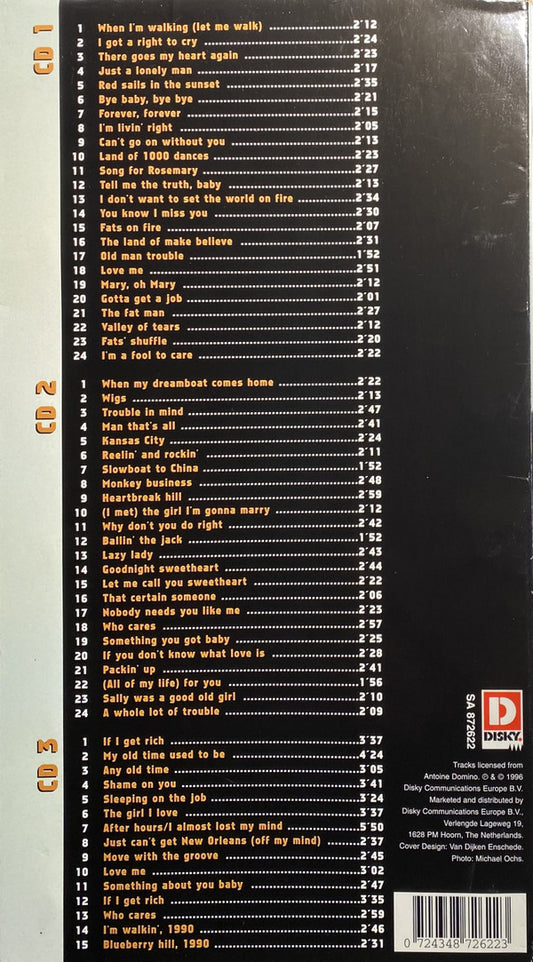 CD 1
1 When I'm walking (let me walk) 2'12
2 I got a right to cry 2'24
3 There goes my heart again 2'23
4 Just a lonely man 2'17
5 Red sails in the sunset 2'35
6 Bye baby, bye bye 2'21
7 Forever, forever 2'15
8 I'm livin' right 2'05
9 Can't go on without you 2'13
10 Land of 1000 dances 2'23
11 Song for Rosemary 2'27
12 Tell me the truth, baby 2'13
13 I don't want to set the world on fire 2'34
14 You know I miss you 2'30
15 Fats on fire 2'07
16 The land of make believe 2'31
17 Old man trouble 1'52
18 Love me 2'51
19 Mary, oh Mary 2'12
20 Gotta get a job 2'01
21 The fat man 2'27
22 Valley of tears 2'12
23 Fats' shuffle 2'20
24 I'm a fool to care 2'22
CD 2
1 When my dreamboat comes home 2'22
2 Wigs 2'13
3 Trouble in mind 2'47
4 Man that's all 2'41
5 Kansas City 2'24
6 Reelin' and rockin' 2'11
7 Slowboat to China 1'52
8 Monkey business 2'48
9 Heartbreak hill 2'59
10 (I met) the girl I'm gonna marry 2'12
11 Why don't you do right 2'42
12 Ballin' the jack 1'52
13 Lazy lady 2'43
14 Goodnight sweetheart 2'44
15 Let me call you sweetheart 2'22
16 That certain someone 2'06
17 Nobody needs you like me 2'23
18 Who cares 2'57
19 Something you got baby 2'25
20 If you don't know what love is 2'28
21 Packin' up 2'41
22 (All of my life) for you 1'56
23 Sally was a good old girl 2'10
24 A whole lot of trouble 2'09
CD 3
1 If I get rich 3'37
2 My old time used to be 4'24
3 Any old time 3'05
4 Shame on you 3'41
5 Sleeping on the job 3'24
6 The girl I love 3'37
7 After hours/I almost lost my mind 5'50
8 Just can't get New Orleans (off my mind) 2'37
9 Move with the groove 2'45
10 Love me 3'02
11 Something about you baby 2'47
12 If I get rich 3'35
13 Who cares 2'59
14 I'm walkin', 1990 2'46
15 Blueberry hill, 1990 2'31
SA 872622
D
DISKY
Tracks licensed from
Antoine Domino. ℗ & © 1996
Disky Communications Europe B.V.
Marketed and distributed by
Disky Communications Europe B.V.,
Verlengde Lageweg 19,
1628 PM Hoorn, The Netherlands.
Cover Design: Van Dijken Enschede.
Photo: Michael Ochs.
0 724348 726223